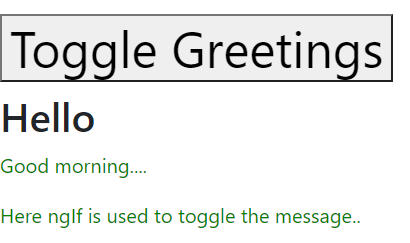 Toggle Greetings
Hello
Good morning....
Here ngIf is used to toggle the message..